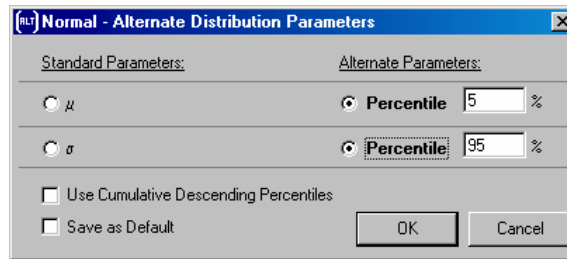 ALT Normal - Alternate Distribution Parameters
Standard Parameters: Alternate Parameters:
μ Percentile 5 %
σ Percentile 95 %
Use Cumulative Descending Percentiles
Save as Default OK Cancel